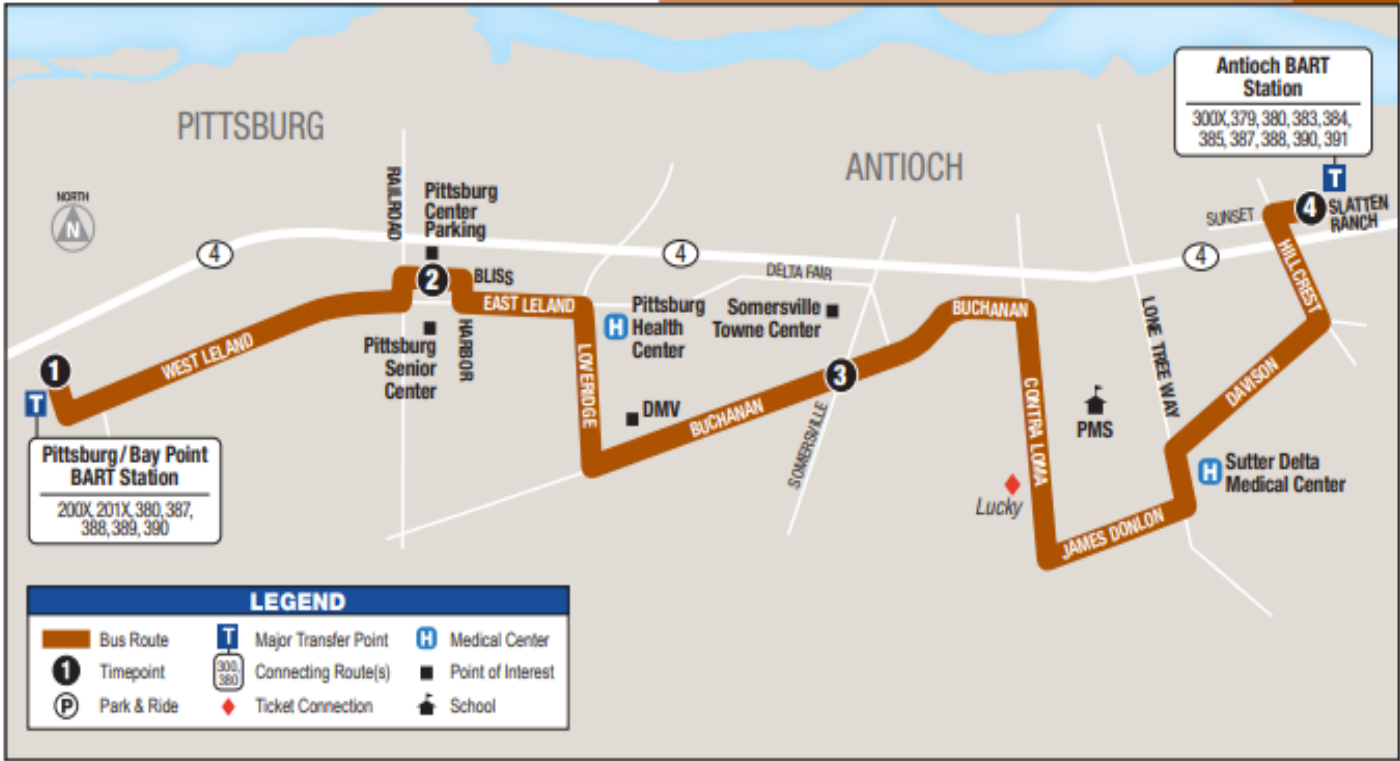 Antioch BART
Station
300X, 379, 380, 383, 384,
385, 387, 388, 390, 391
T
PITTSBURG
ANTIOCH
NORTH
N
RAILROAD
Pittsburg
Center
Parking
4
4
4
SUNSET
4
SLATTEN
RANCH
HILLCREST
DELTA FAIR
2
BLISs
EAST LELAND
H
Pittsburg
Health
Center
Somersville
Towne Center
BUCHANAN
LONE TREE WAY
WEST LELAND
Pittsburg
Senior
Center
HARBOR
LOVERIDGE
1
T
3
DMV
BUCHANAN
SOMERSVILLE
CONTRA LOMA
PMS
DAVISON
H
Sutter Delta
Medical Center
Lucky
JAMES DONLON
Pittsburg / Bay Point
BART Station
200X, 201X, 380, 387,
388, 389, 390
LEGEND
Bus Route
T Major Transfer Point
H Medical Center
1 Timepoint
300, 380 Connecting Route(s)
Point of Interest
P Park & Ride
Ticket Connection
School